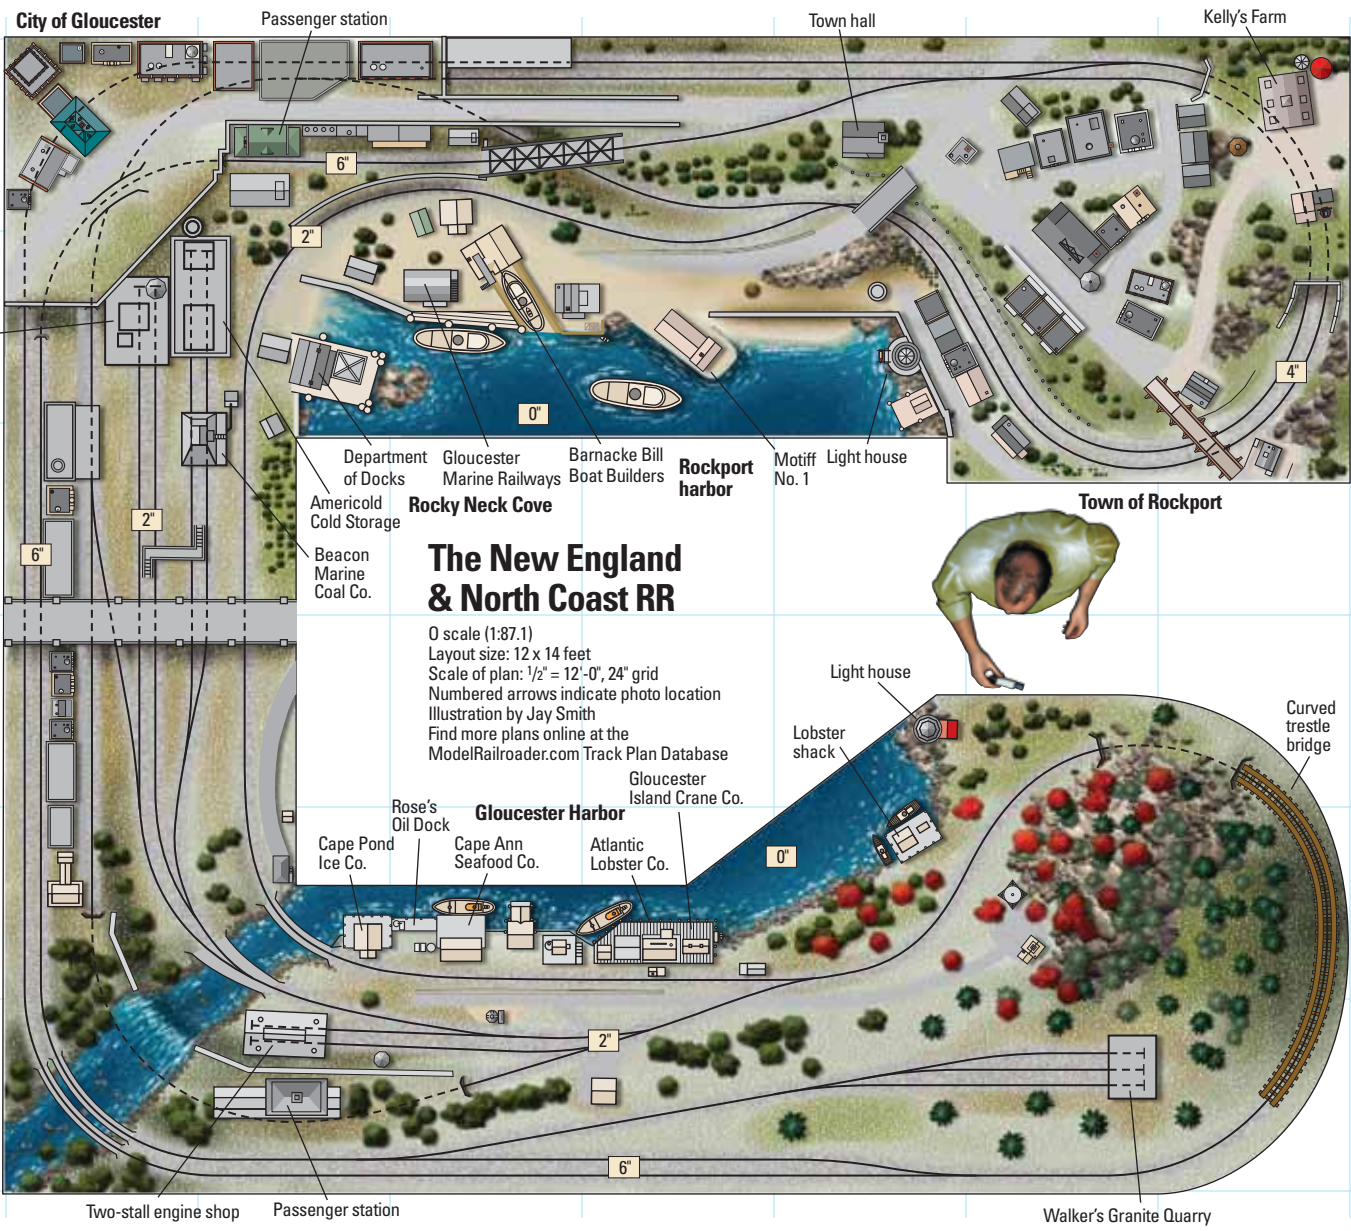 City of Gloucester
Passenger station
Town hall
Kelly's Farm
6"
2"
4"
0"
Department
of Docks
Gloucester
Marine Railways
Barnacke Bill
Boat Builders
Rockport
harbor
Motiff
No. 1
Light house
Americold
Cold Storage
Rocky Neck Cove
Town of Rockport
2"
6"
Beacon
Marine
Coal Co.
The New England
& North Coast RR
O scale (1:87.1)
Layout size: 12 x 14 feet
Scale of plan: 1/2" = 12'-0", 24" grid
Numbered arrows indicate photo location
Illustration by Jay Smith
Find more plans online at the
ModelRailroader.com Track Plan Database
Light house
Lobster
shack
Curved
trestle
bridge
Gloucester
Island Crane Co.
Rose's
Oil Dock
Gloucester Harbor
Cape Pond
Ice Co.
Cape Ann
Seafood Co.
Atlantic
Lobster Co.
0"
2"
6"
Two-stall engine shop
Passenger station
Walker's Granite Quarry